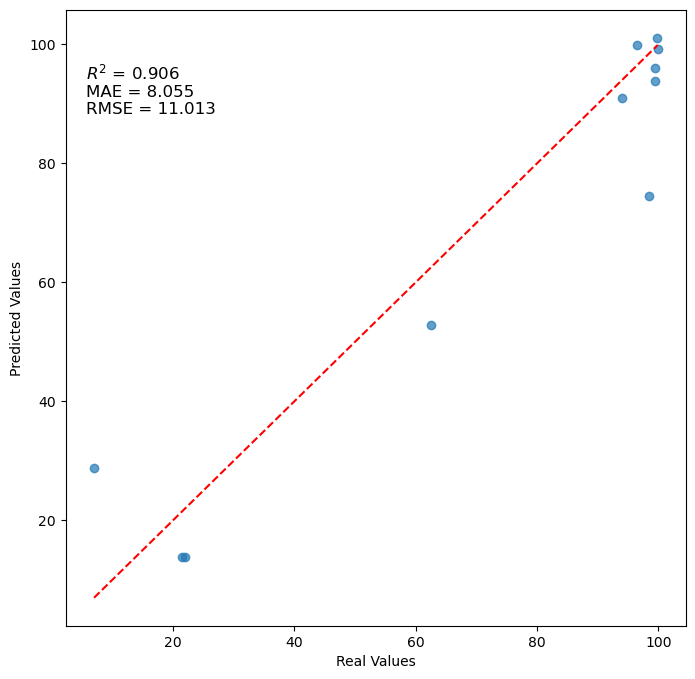 100
80
60
40
20
Predicted Values
R² = 0.906
MAE = 8.055
RMSE = 11.013
20 40 60 80 100
Real Values